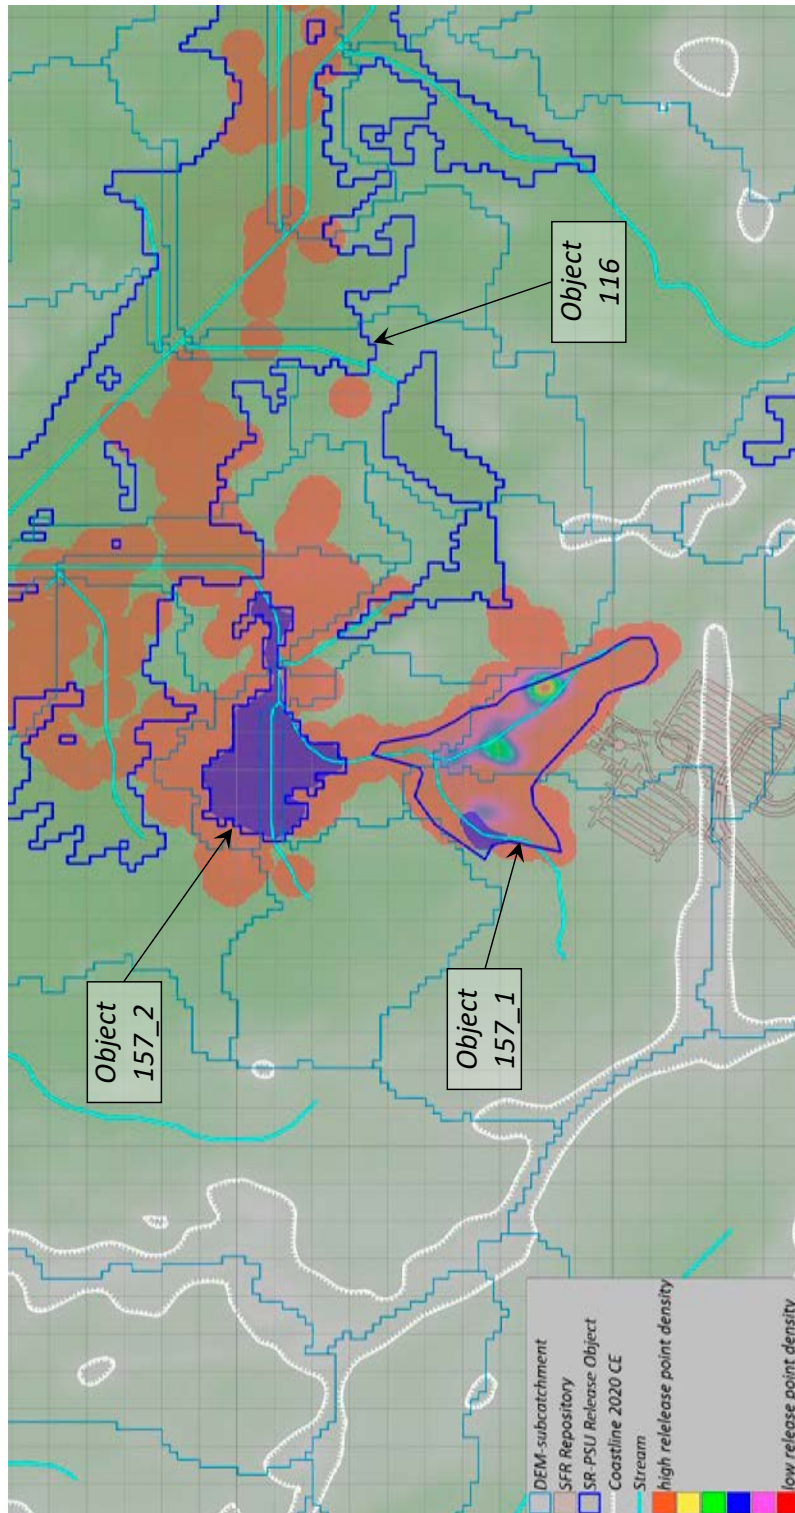 Object
157_2
Object
157_1
Object
116
DEM-subcatchment
SFR Repository
SR-PSU Release Object
Coastline 2020 CE
Stream
high relelease point density
low release point density